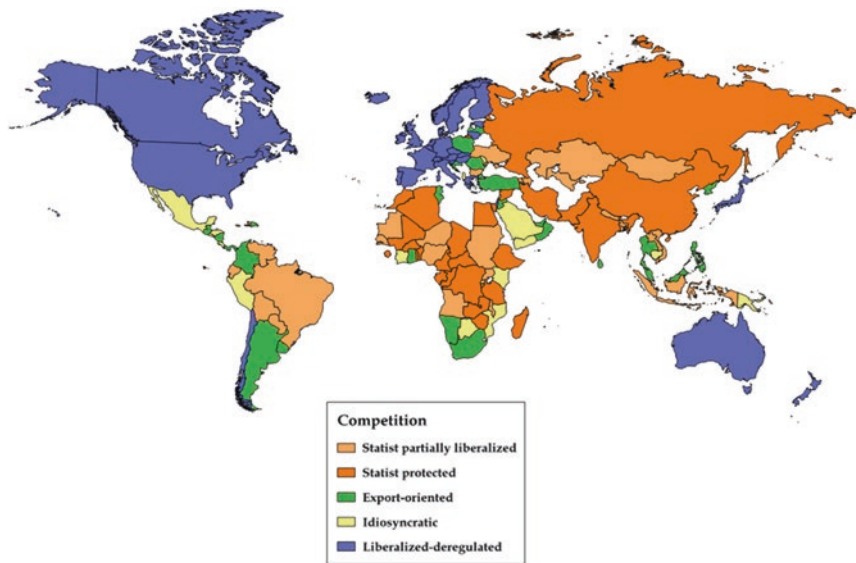 Competition
Statist partially liberalized
Statist protected
Export-oriented
Idiosyncratic
Liberalized-deregulated